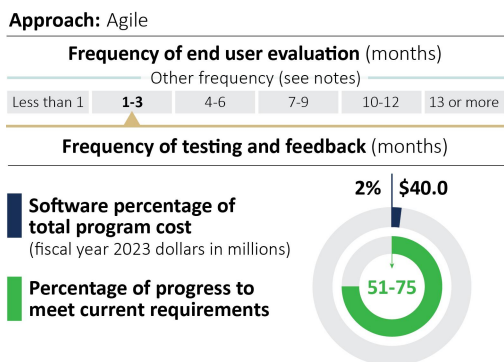 Approach: Agile
Frequency of end user evaluation (months)
Other frequency (see notes)
Less than 1 1-3 4-6 7-9 10-12 13 or more
Frequency of testing and feedback (months)
2% $40.0
Software percentage of
total program cost
(fiscal year 2023 dollars in millions)
51-75
Percentage of progress to
meet current requirements